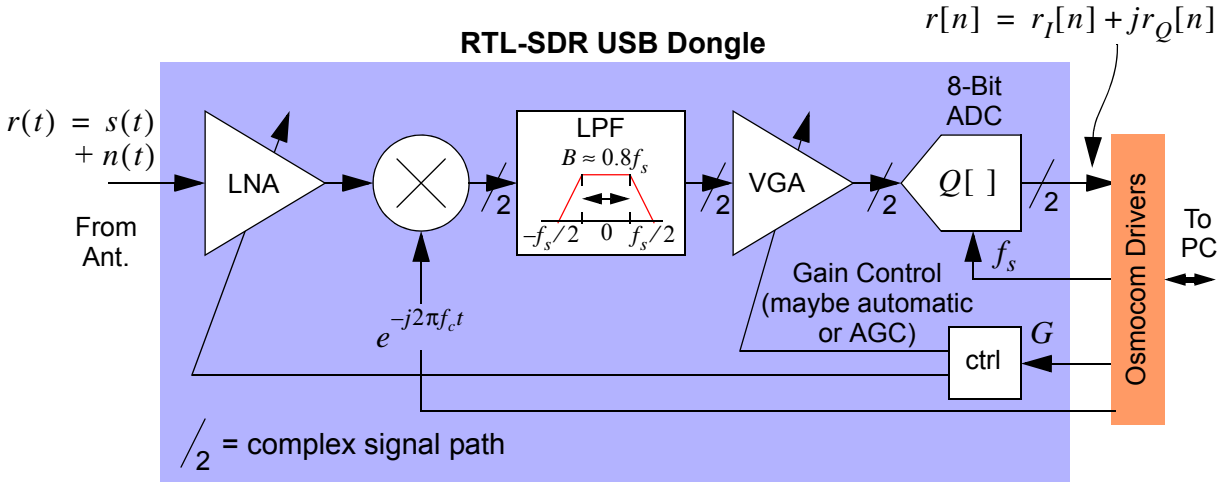 r[n] = r_I[n] + jr_Q[n]
RTL-SDR USB Dongle
8-Bit
ADC
r(t) = s(t)
+ n(t)
LPF
B ≈ 0.8f_s
LNA
2
2
VGA
2
Q[ ]
2
-f_s/2 0 f_s/2
From
Ant.
f_s
Osmocom Drivers
To
PC
Gain Control
(maybe automatic
or AGC)
e^{-j2πf_c t}
G
ctrl
2 = complex signal path